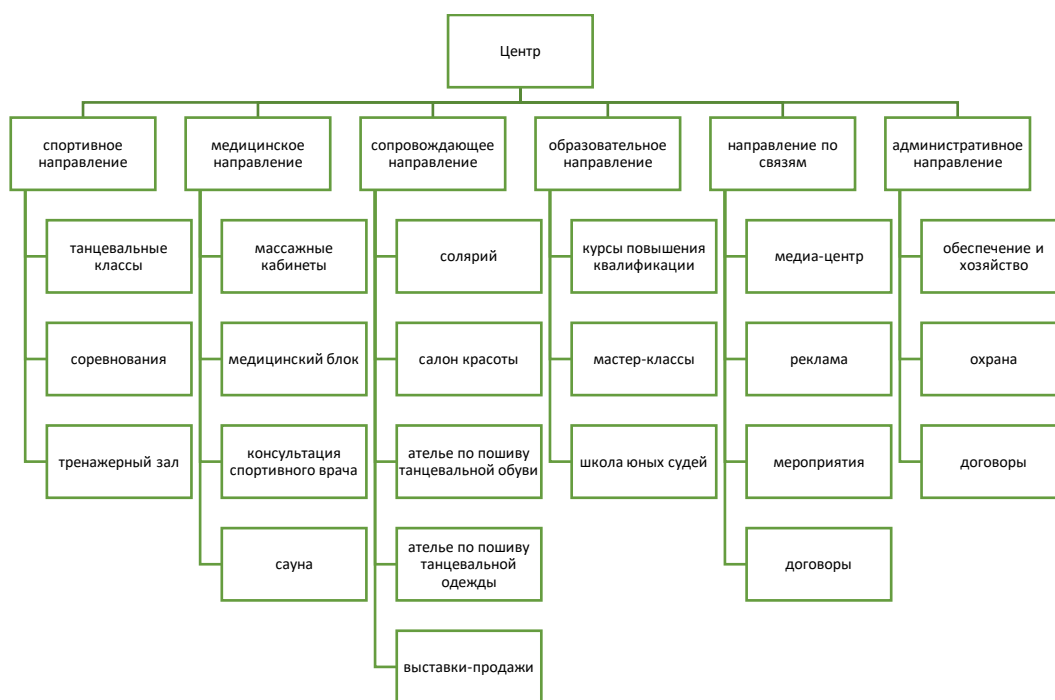 Центр
спортивное
направление
медицинское
направление
сопровождающее
направление
образовательное
направление
направление по
связям
административное
направление
танцевальные
классы
соревнования
тренажерный зал
массажные
кабинеты
медицинский блок
консультация
спортивного врача
сауна
солярий
салон красоты
ателье по пошиву
танцевальной обуви
ателье по пошиву
танцевальной
одежды
выставки-продажи
курсы повышения
квалификации
мастер-классы
школа юных судей
медиа-центр
реклама
мероприятия
договоры
обеспечение и
хозяйство
охрана
договоры